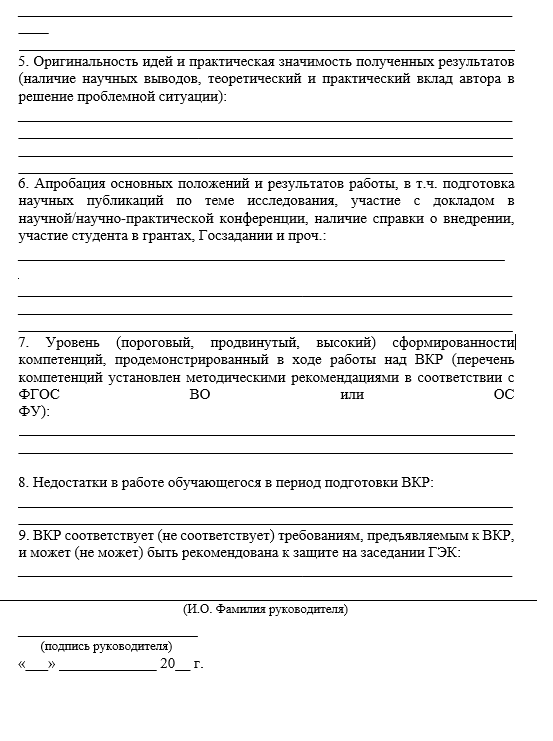 5. Оригинальность идей и практическая значимость полученных результатов
(наличие научных выводов, теоретический и практический вклад автора в
решение проблемной ситуации):
6. Апробация основных положений и результатов работы, в т.ч. подготовка
научных публикаций по теме исследования, участие с докладом в
научной/научно-практической конференции, наличие справки о внедрении,
участие студента в грантах, Госзадании и проч.:
.
7. Уровень (пороговый, продвинутый, высокий) сформированности
компетенций, продемонстрированный в ходе работы над ВКР (перечень
компетенций установлен методическими рекомендациями в соответствии с
ФГОС ВО или ОС
ФУ):
8. Недостатки в работе обучающегося в период подготовки ВКР:
9. ВКР соответствует (не соответствует) требованиям, предъявляемым к ВКР,
и может (не может) быть рекомендована к защите на заседании ГЭК:
(И.О. Фамилия руководителя)
(подпись руководителя)
«___» _____________ 20__ г.